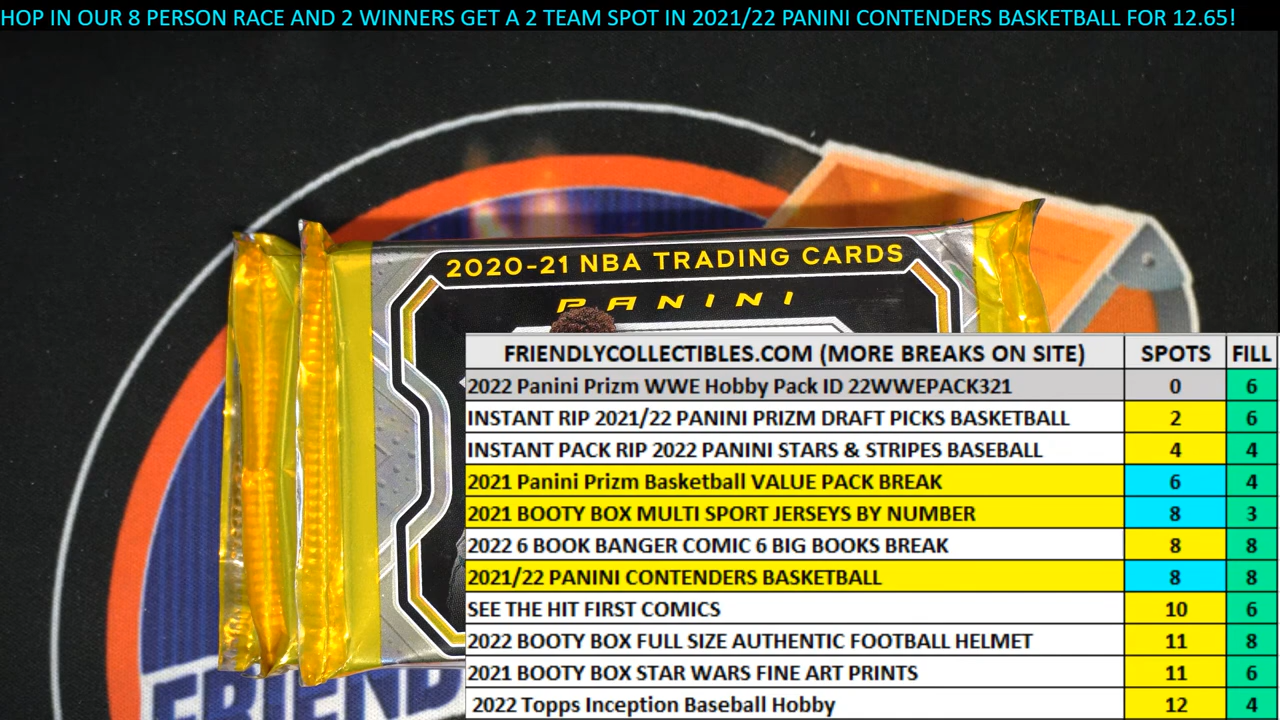 HOP IN OUR 8 PERSON RACE AND 2 WINNERS GET A 2 TEAM SPOT IN 2021/22 PANINI CONTENDERS BASKETBALL FOR 12.65!
2020-21 NBA TRADING CARDS
PANINI
FRIENDLYCOLLECTIBLES.COM (MORE BREAKS ON SITE) SPOTS FILL
2022 Panini Prizm WWE Hobby Pack ID 22WWEPACK321 0 6
INSTANT RIP 2021/22 PANINI PRIZM DRAFT PICKS BASKETBALL 2 6
INSTANT PACK RIP 2022 PANINI STARS & STRIPES BASEBALL 4 4
2021 Panini Prizm Basketball VALUE PACK BREAK 6 4
2021 BOOTY BOX MULTI SPORT JERSEYS BY NUMBER 8 3
2022 6 BOOK BANGER COMIC 6 BIG BOOKS BREAK 8 8
2021/22 PANINI CONTENDERS BASKETBALL 8 8
SEE THE HIT FIRST COMICS 10 6
2022 BOOTY BOX FULL SIZE AUTHENTIC FOOTBALL HELMET 11 8
2021 BOOTY BOX STAR WARS FINE ART PRINTS 11 6
2022 Topps Inception Baseball Hobby 12 4
FRIEND